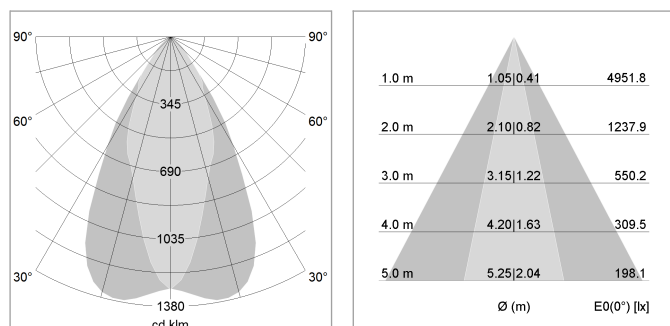 90° 90°
345
60° 60°
690
1035
30° 30°
1380
cd klm
1.0 m 1.05|0.41 4951.8
2.0 m 2.10|0.82 1237.9
3.0 m 3.15|1.22 550.2
4.0 m 4.20|1.63 309.5
5.0 m 5.25|2.04 198.1
Ø (m) E0(0°) [lx]